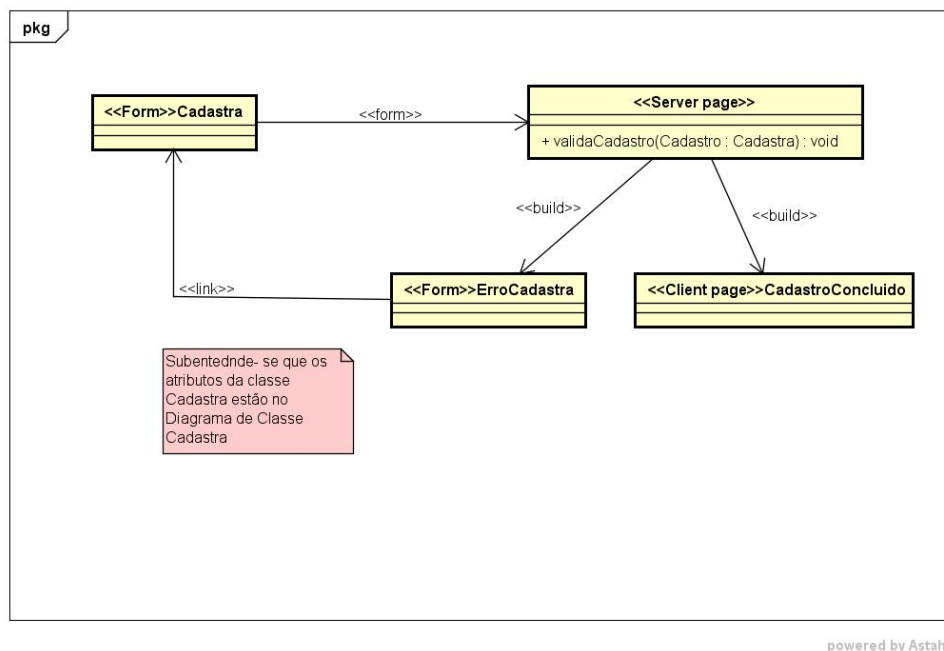 pkg
<<Form>>Cadastra
<<form>>
<<Server page>>
+ validaCadastro(Cadastro : Cadastra) : void
<<build>>
<<build>>
<<link>>
<<Form>>ErroCadastra
<<Client page>>CadastroConcluido
Subentednde- se que os
atributos da classe
Cadastra estão no
Diagrama de Classe
Cadastra
powered by Astah